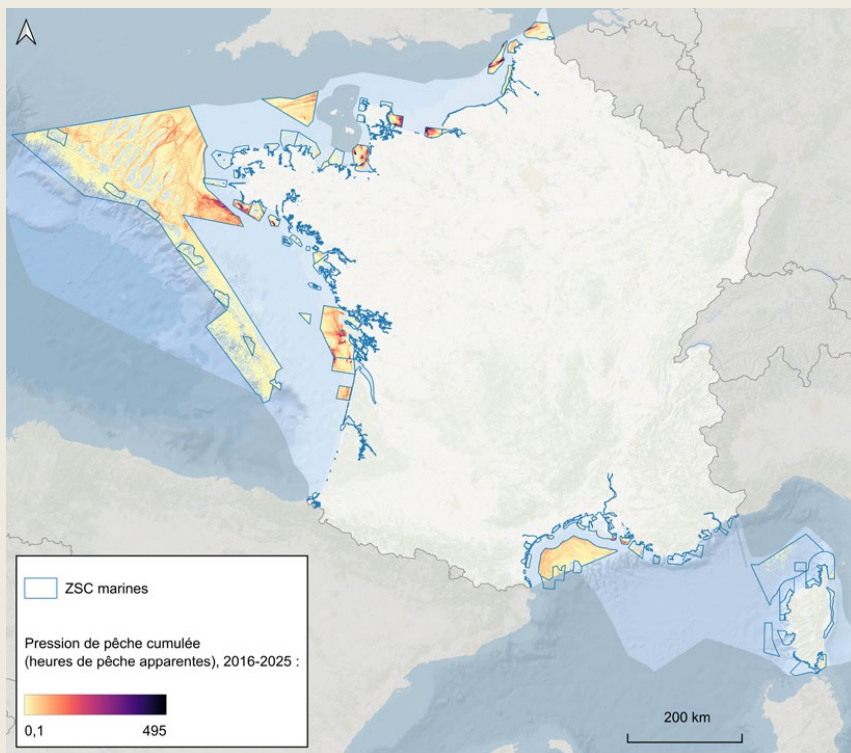 ZSC marines
Pression de pêche cumulée
(heures de pêche apparentes), 2016-2025 :
0,1 495
200 km